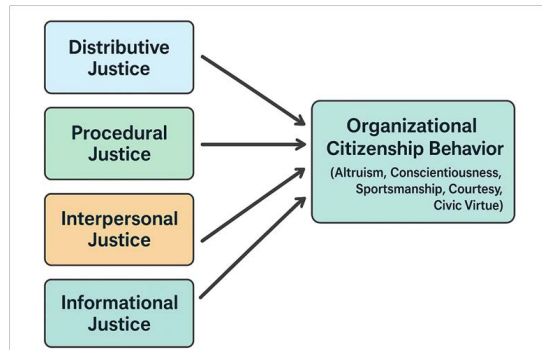 Distributive
Justice
Procedural
Justice
Interpersonal
Justice
Informational
Justice
Organizational
Citizenship Behavior
(Altruism, Conscientiousness,
Sportsmanship, Courtesy,
Civic Virtue)